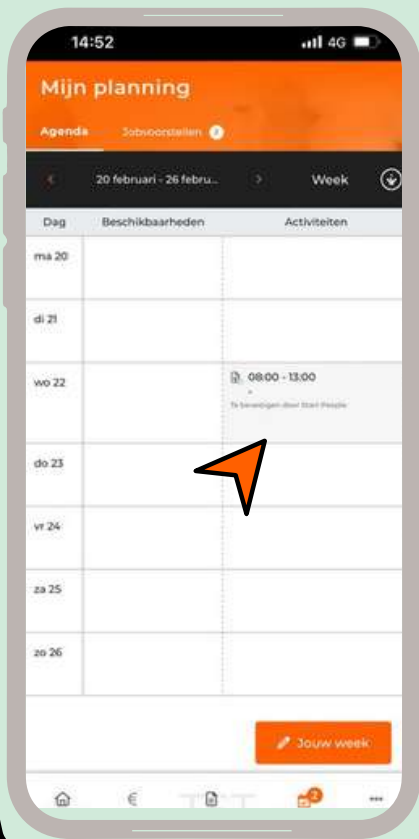 14:52 4G
Mijn planning
Agenda Jobvoorstellen
20 februari - 26 febru... Week
Dag Beschikbaarheden Activiteiten
ma 20
di 21
wo 22 08:00 - 13:00
-
Te bevestigen door Start People
do 23
vr 24
za 25
zo 26
Jouw week
2